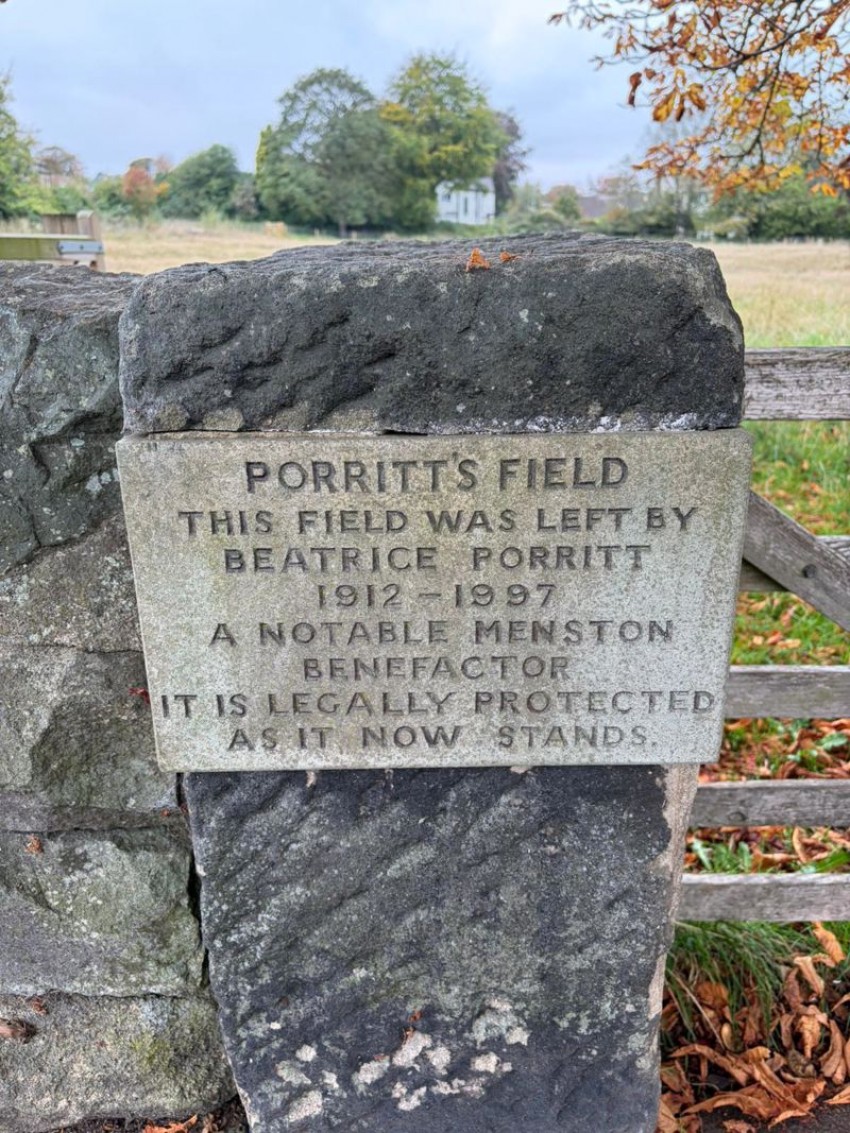 PORRITT'S FIELD
THIS FIELD WAS LEFT BY
BEATRICE PORRITT
1912 – 1997
A NOTABLE MENSTON
BENEFACTOR
IT IS LEGALLY PROTECTED
AS IT NOW STANDS.